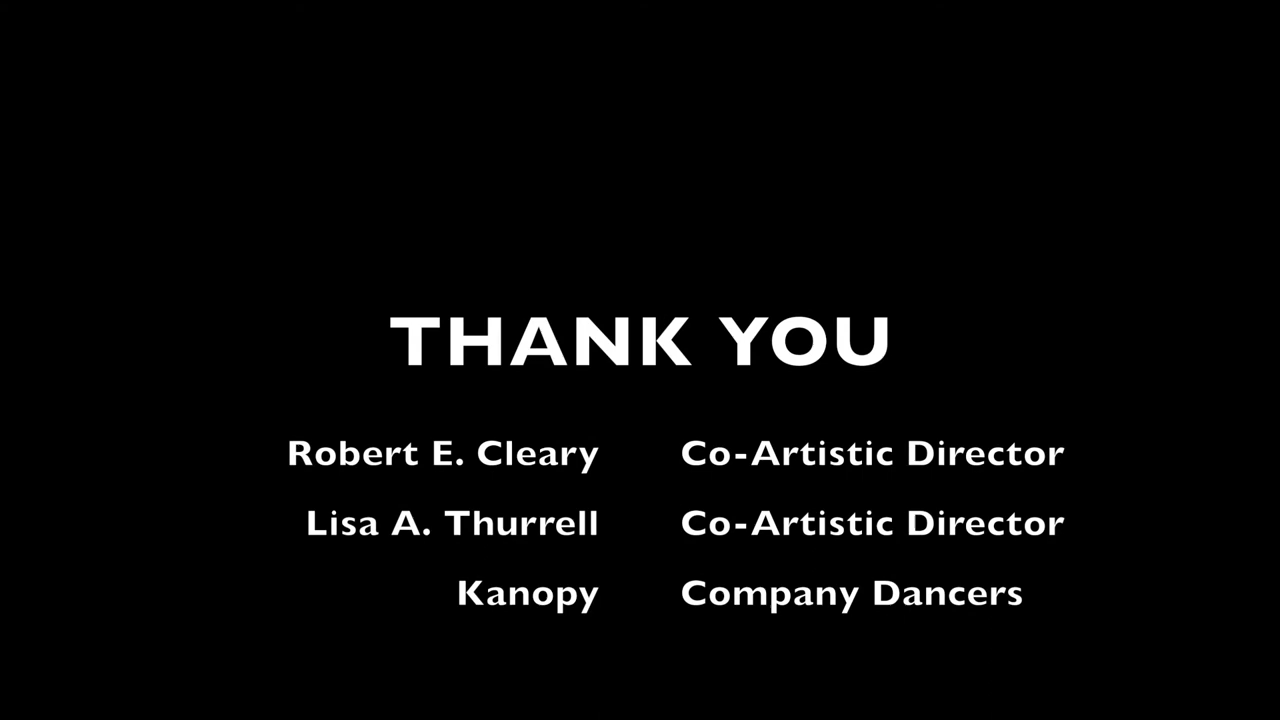 THANK YOU
Robert E. Cleary Co-Artistic Director
Lisa A. Thurrell Co-Artistic Director
Kanopy Company Dancers